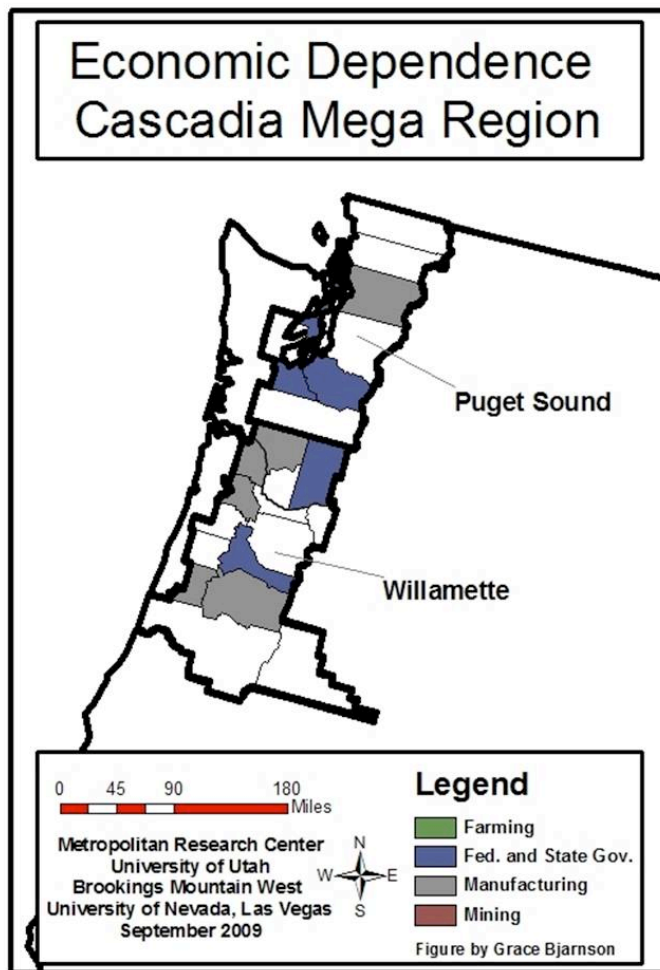 Economic Dependence
Cascadia Mega Region
Puget Sound
Willamette
0 45 90 180
Miles
Metropolitan Research Center
University of Utah
Brookings Mountain West
University of Nevada, Las Vegas
September 2009
N
W E
S
Legend
Farming
Fed. and State Gov.
Manufacturing
Mining
Figure by Grace Bjarnson